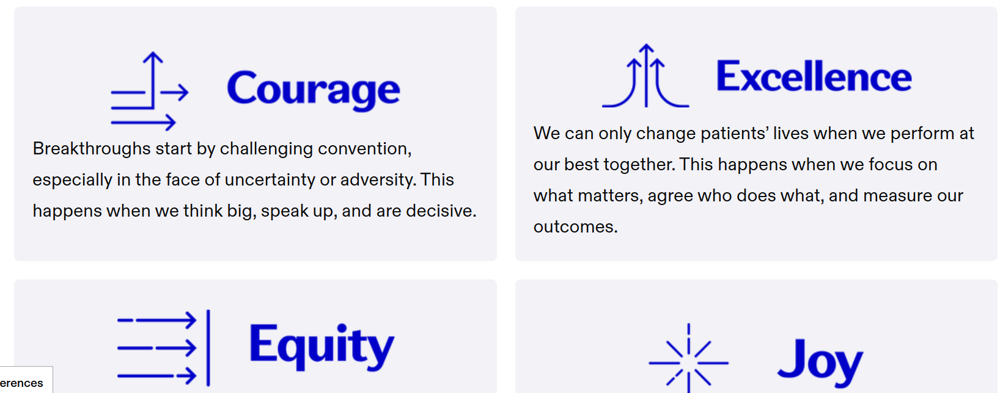 Courage
Breakthroughs start by challenging convention,
especially in the face of uncertainty or adversity. This
happens when we think big, speak up, and are decisive.
Excellence
We can only change patients’ lives when we perform at
our best together. This happens when we focus on
what matters, agree who does what, and measure our
outcomes.
Equity
Joy
erences